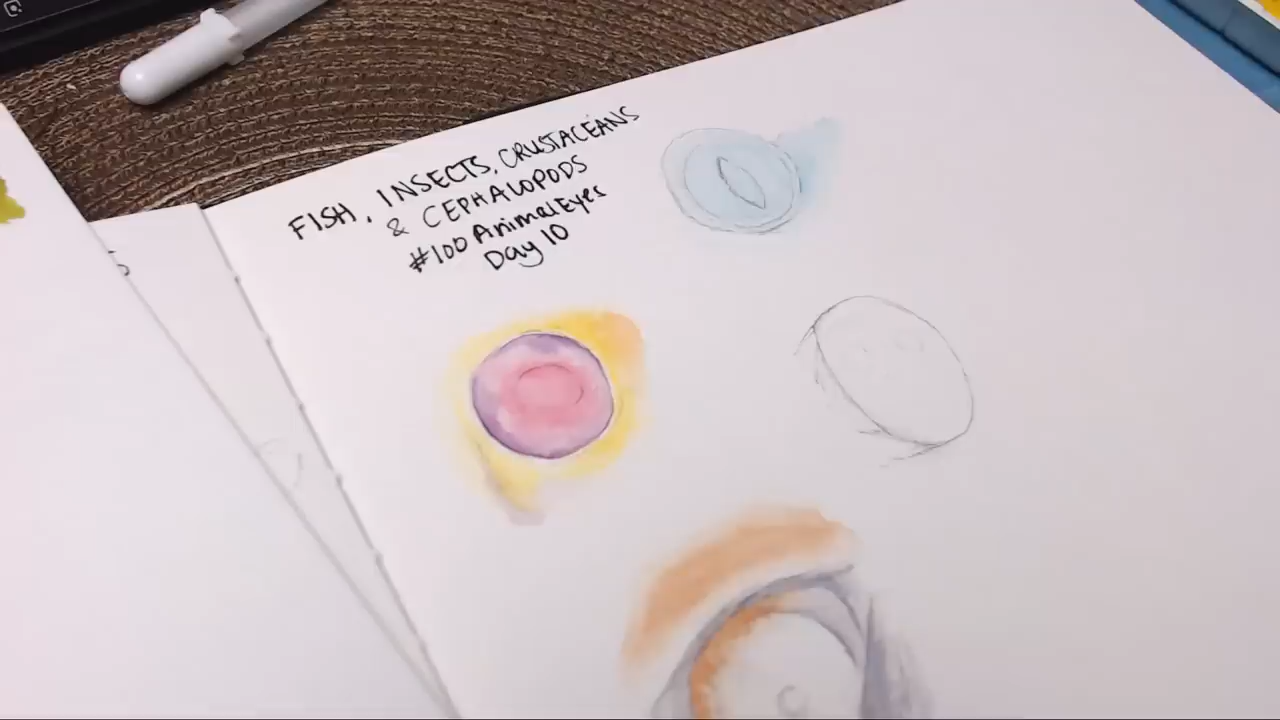 FISH, INSECTS, CRUSTACEANS
& CEPHALOPODS
#100 AnimalEyes
Day 10